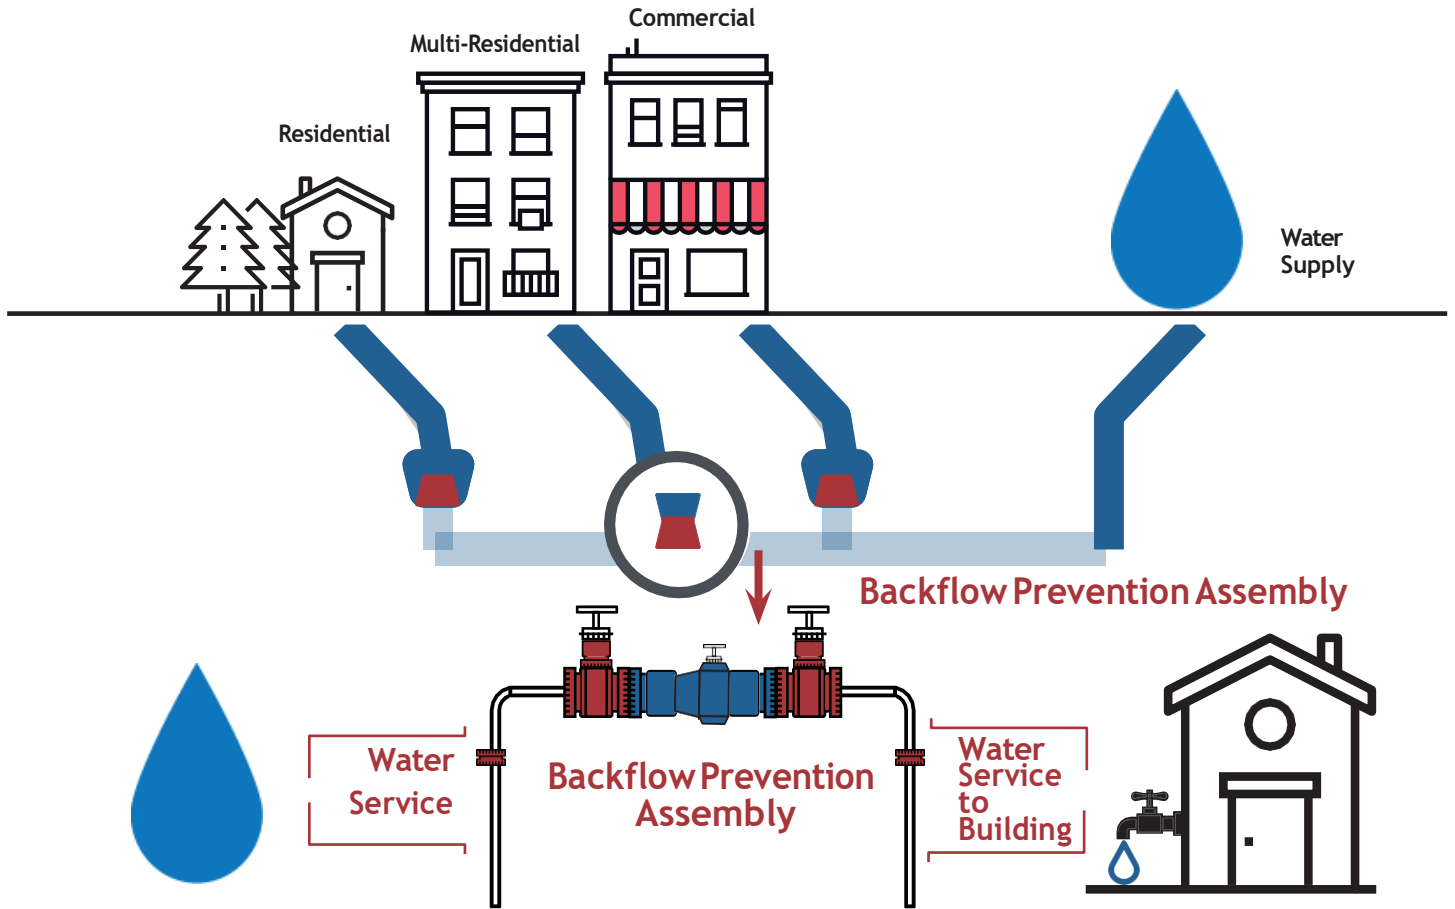 Commercial
Multi-Residential
Residential
Water
Supply
Backflow Prevention Assembly
Water
Service
Backflow Prevention
Assembly
Water
Service
to
Building